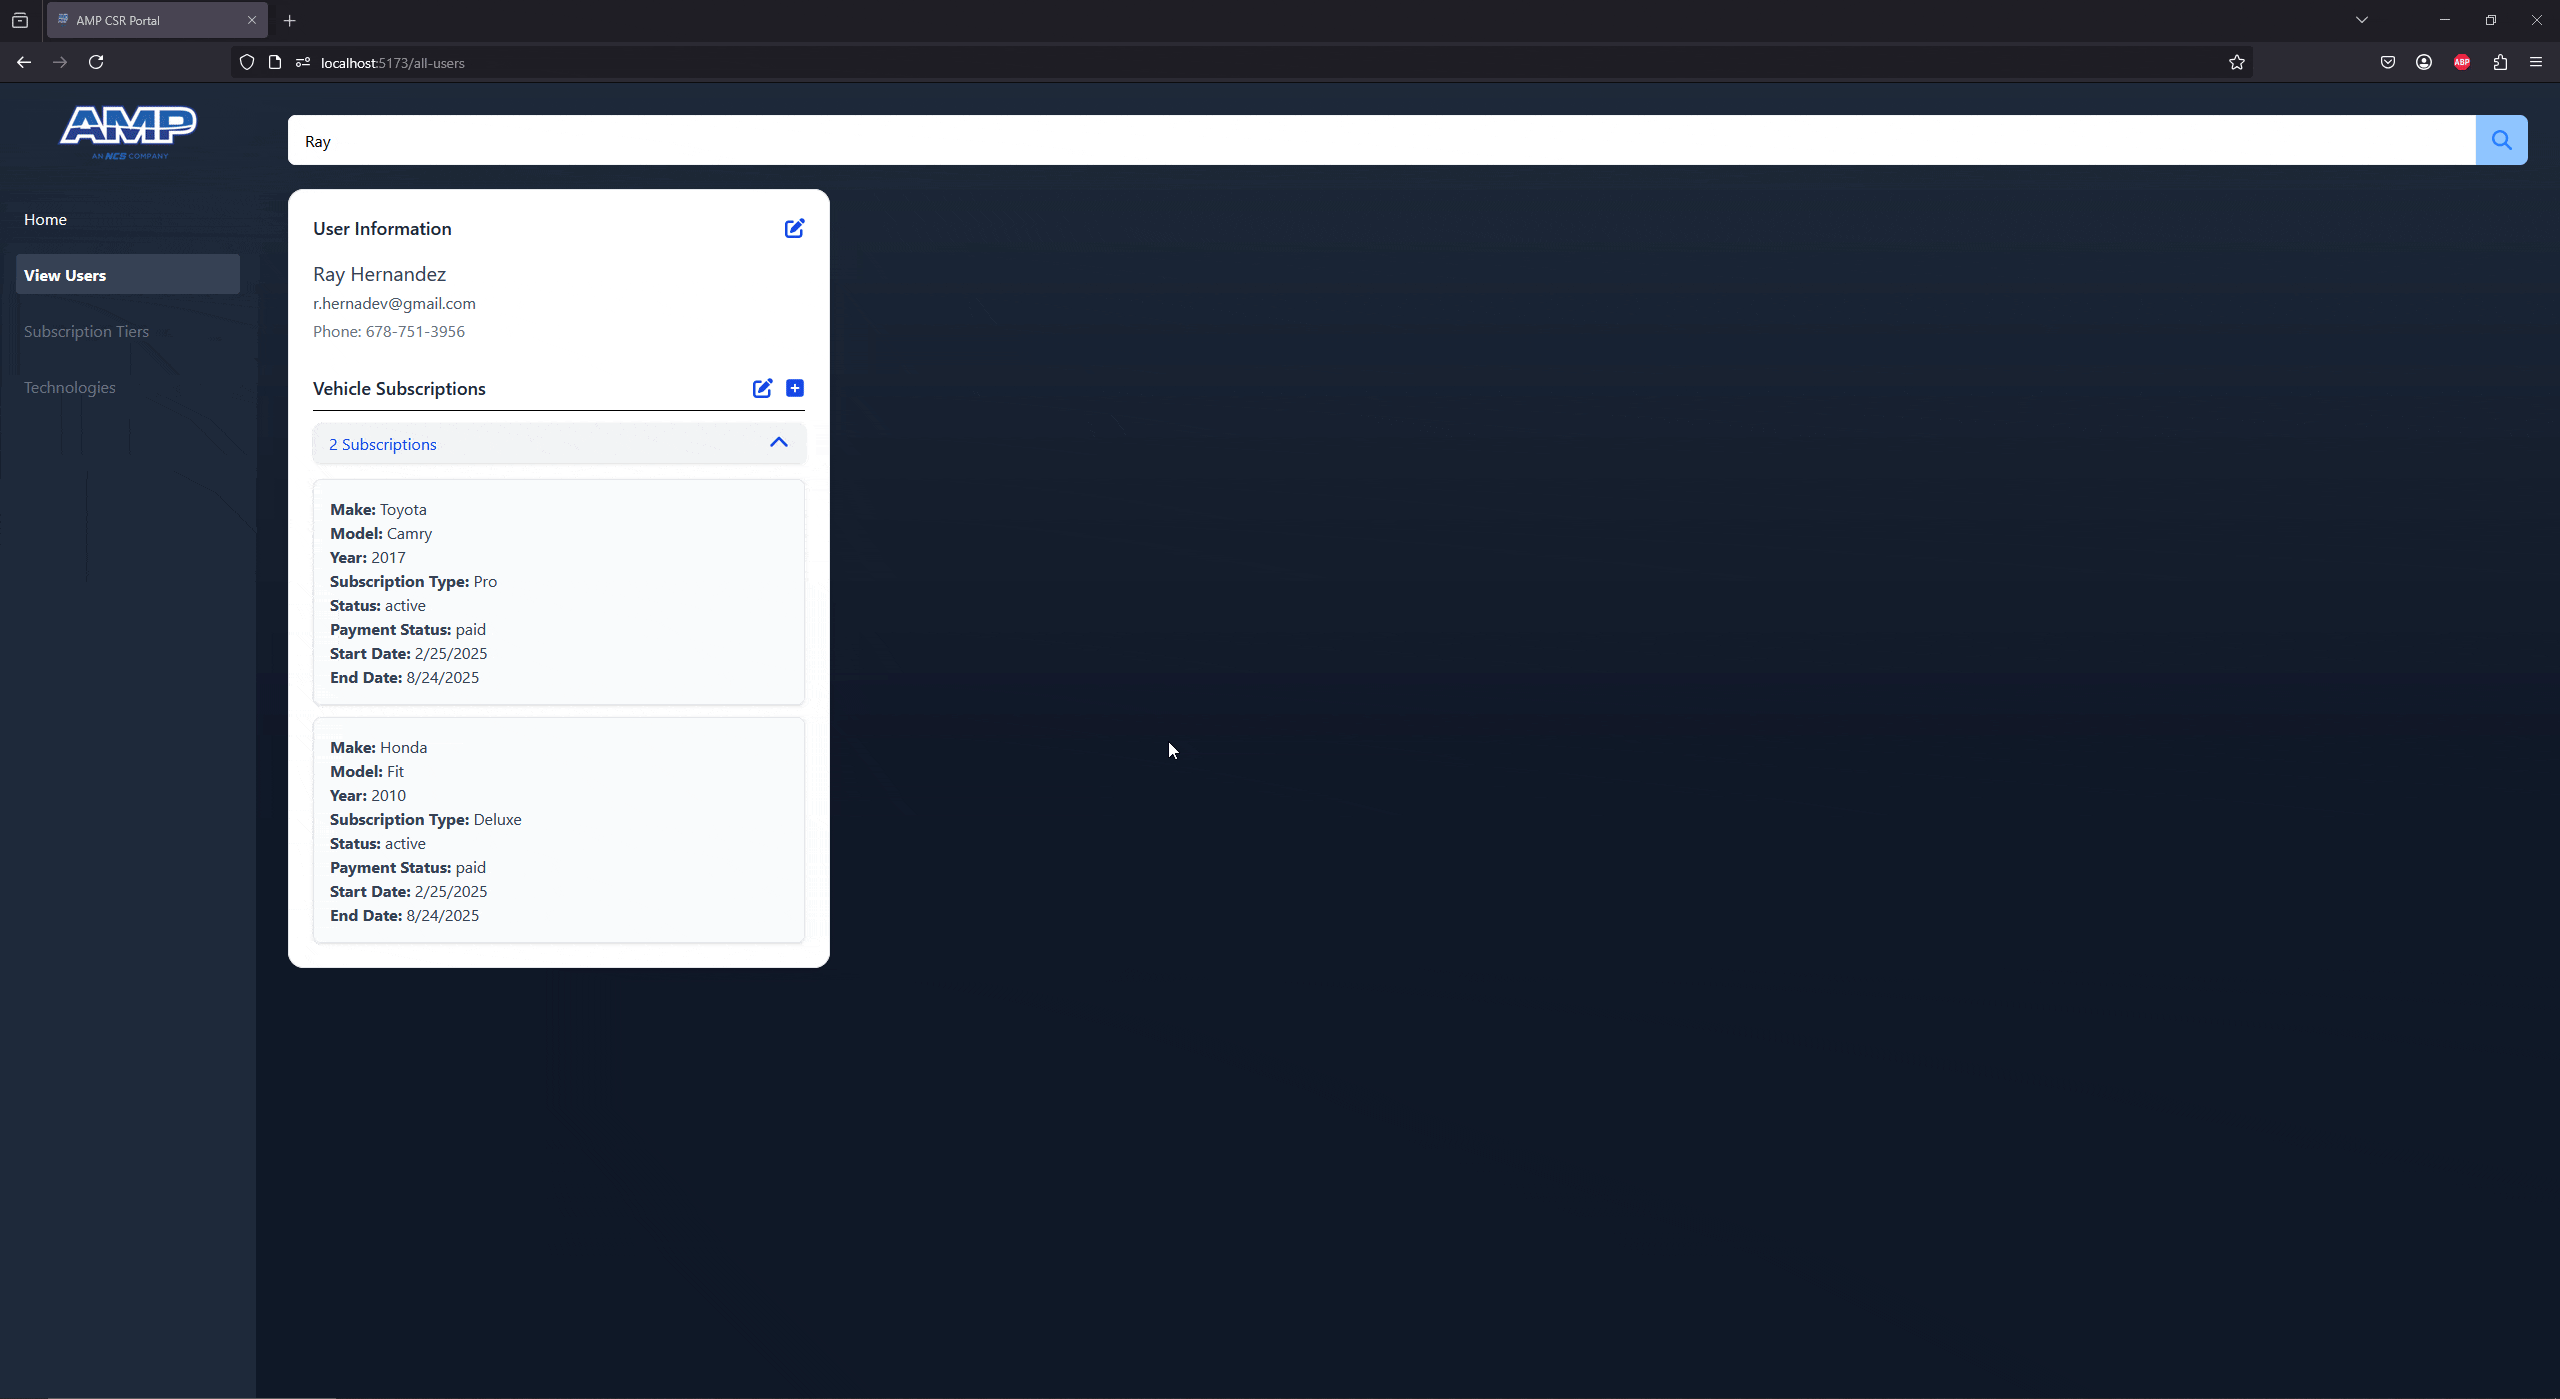 AMP CSR Portal
localhost:5173/all-users
ABP
AMP
AN NCS COMPANY
Ray
Home
View Users
Subscription Tiers
Technologies
User Information
Ray Hernandez
r.hernadev@gmail.com
Phone: 678-751-3956
Vehicle Subscriptions
2 Subscriptions
Make: Toyota
Model: Camry
Year: 2017
Subscription Type: Pro
Status: active
Payment Status: paid
Start Date: 2/25/2025
End Date: 8/24/2025
Make: Honda
Model: Fit
Year: 2010
Subscription Type: Deluxe
Status: active
Payment Status: paid
Start Date: 2/25/2025
End Date: 8/24/2025